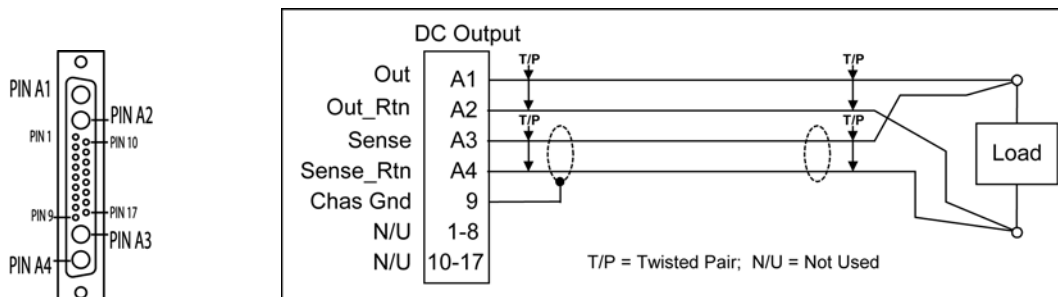 PIN A1
PIN A2
PIN 1
PIN 10
PIN 9
PIN 17
PIN A3
PIN A4
DC Output
T/P
T/P
Out A1
Out_Rtn A2
T/P
T/P
Sense A3
Sense_Rtn A4
Chas Gnd 9
N/U 1-8
N/U 10-17
Load
T/P = Twisted Pair; N/U = Not Used